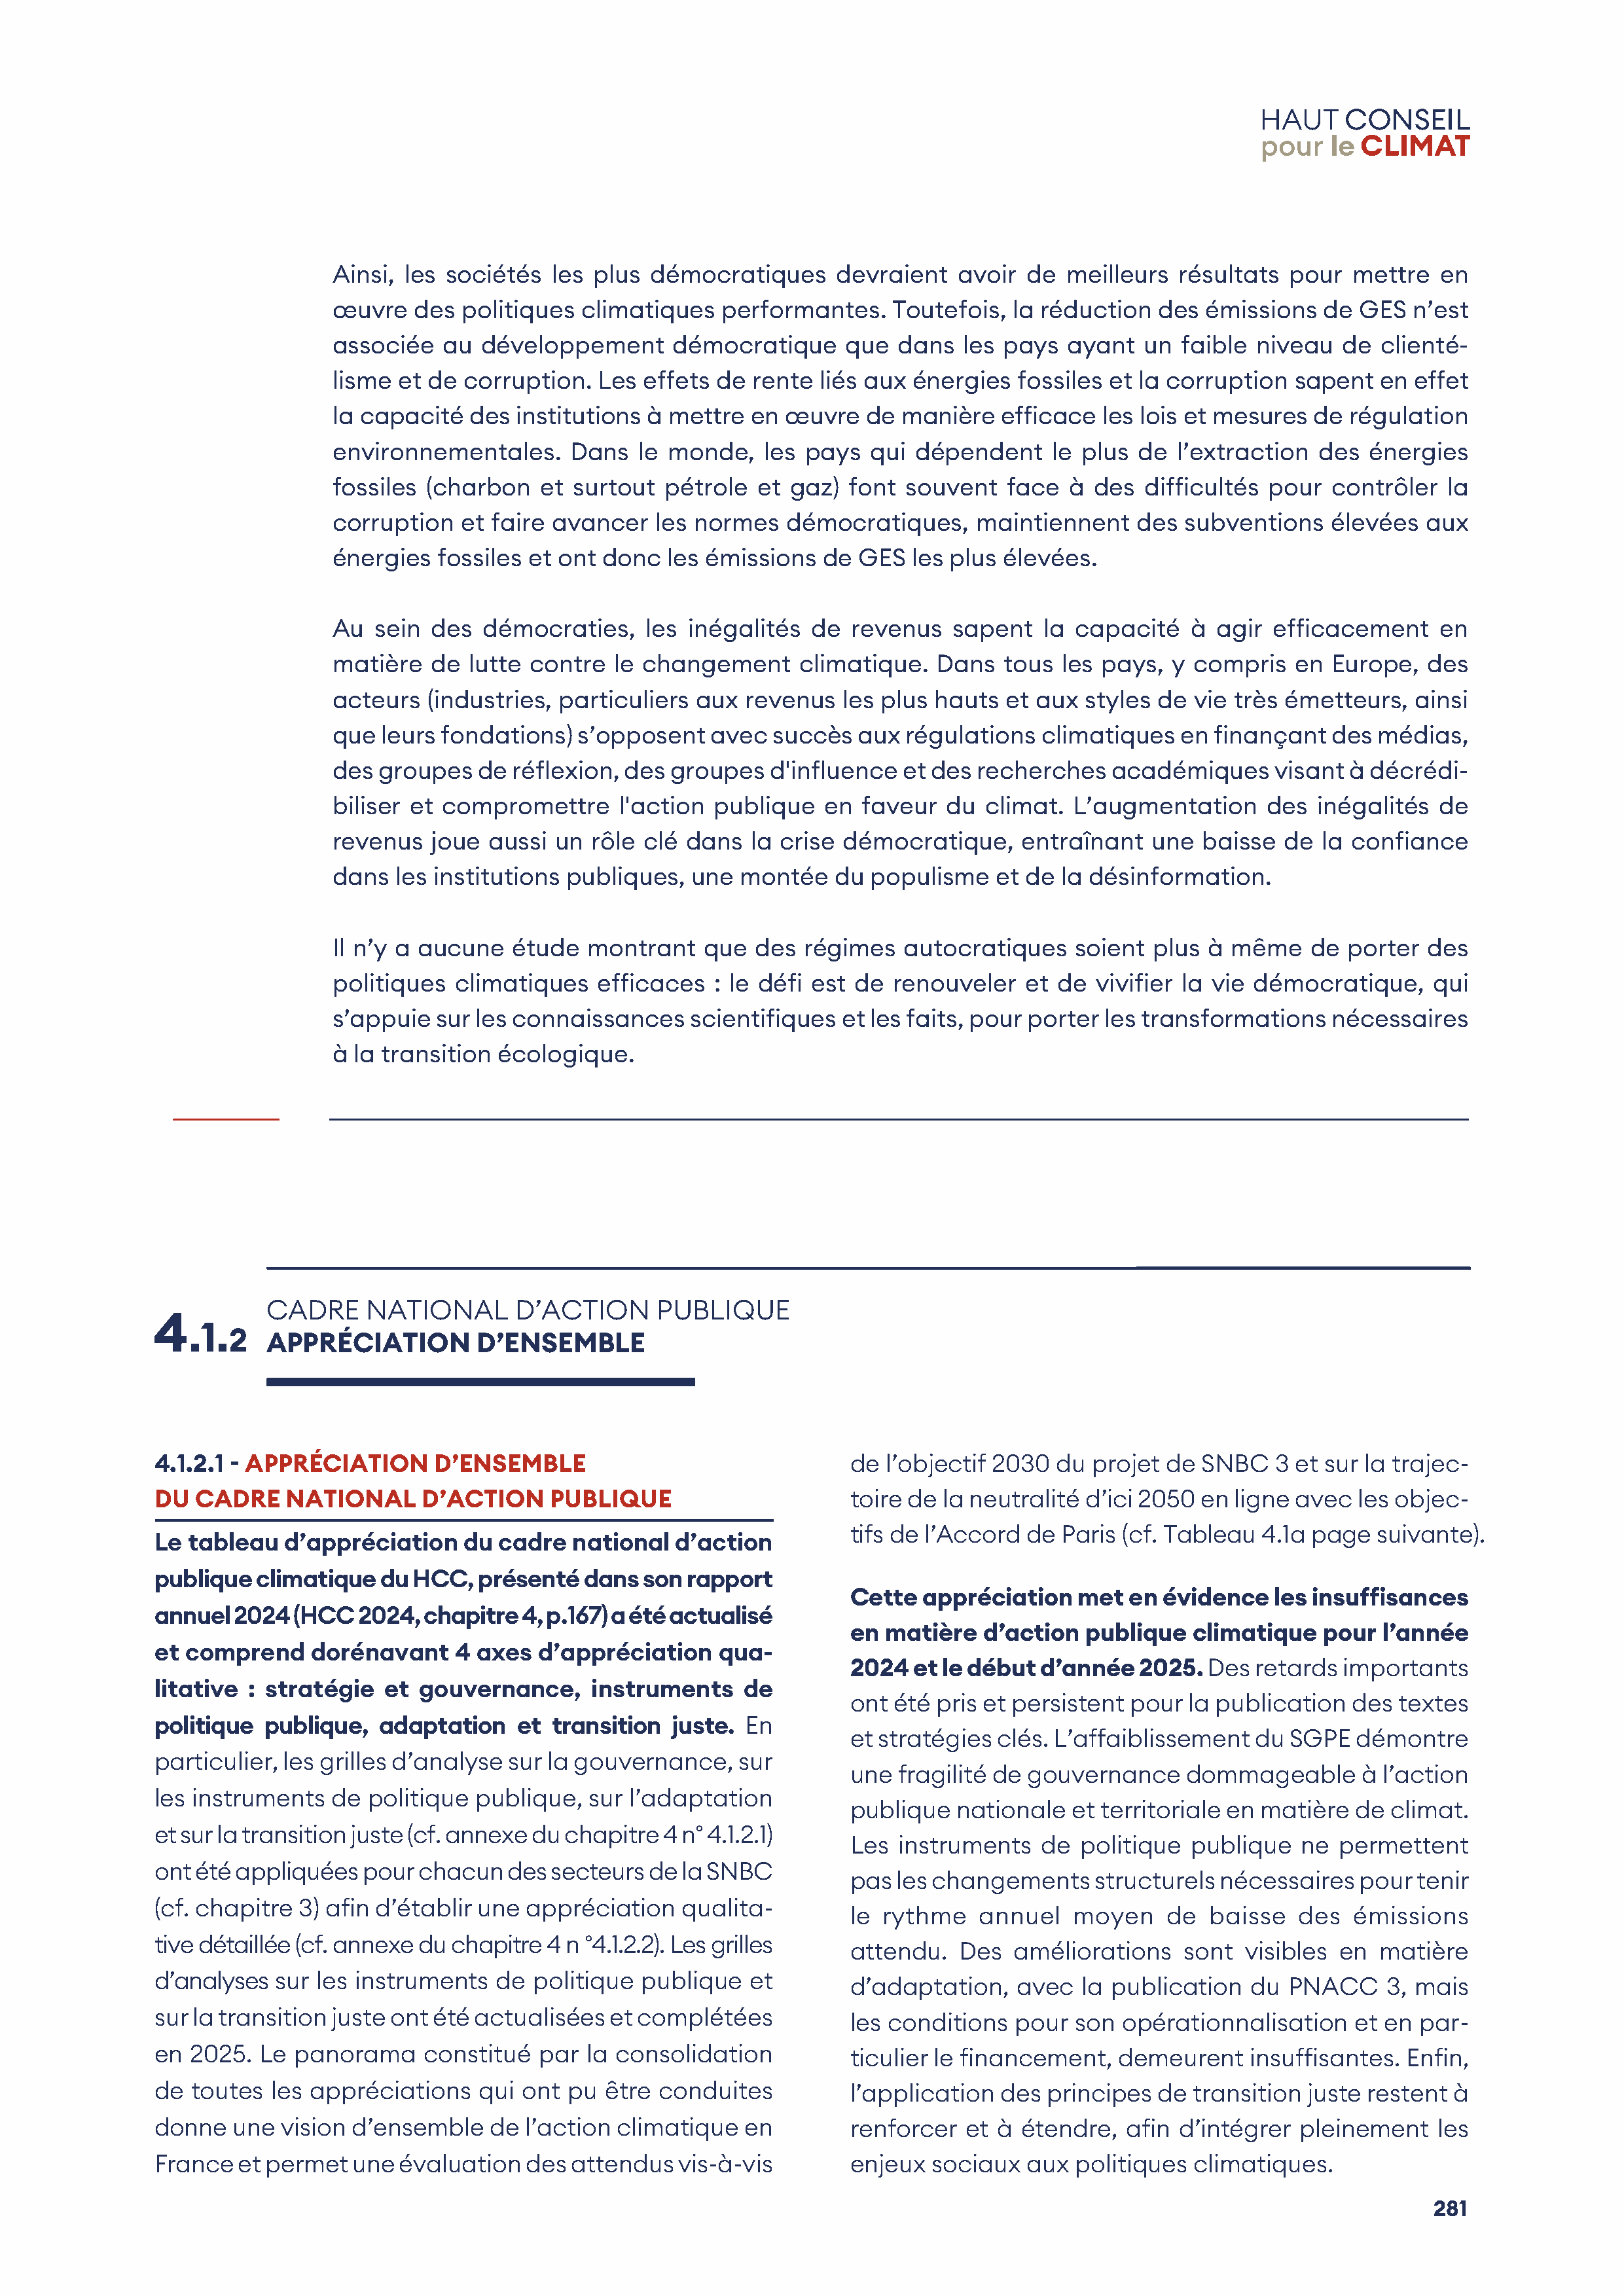 HAUT CONSEIL
pour le CLIMAT
Ainsi, les sociétés les plus démocratiques devraient avoir de meilleurs résultats pour mettre en
œuvre des politiques climatiques performantes. Toutefois, la réduction des émissions de GES n’est
associée au développement démocratique que dans les pays ayant un faible niveau de clienté-
lisme et de corruption. Les effets de rente liés aux énergies fossiles et la corruption sapent en effet
la capacité des institutions à mettre en œuvre de manière efficace les lois et mesures de régulation
environnementales. Dans le monde, les pays qui dépendent le plus de l’extraction des énergies
fossiles (charbon et surtout pétrole et gaz) font souvent face à des difficultés pour contrôler la
corruption et faire avancer les normes démocratiques, maintiennent des subventions élevées aux
énergies fossiles et ont donc les émissions de GES les plus élevées.
Au sein des démocraties, les inégalités de revenus sapent la capacité à agir efficacement en
matière de lutte contre le changement climatique. Dans tous les pays, y compris en Europe, des
acteurs (industries, particuliers aux revenus les plus hauts et aux styles de vie très émetteurs, ainsi
que leurs fondations) s’opposent avec succès aux régulations climatiques en finançant des médias,
des groupes de réflexion, des groupes d'influence et des recherches académiques visant à décrédi-
biliser et compromettre l'action publique en faveur du climat. L’augmentation des inégalités de
revenus joue aussi un rôle clé dans la crise démocratique, entraînant une baisse de la confiance
dans les institutions publiques, une montée du populisme et de la désinformation.
Il n’y a aucune étude montrant que des régimes autocratiques soient plus à même de porter des
politiques climatiques efficaces : le défi est de renouveler et de vivifier la vie démocratique, qui
s’appuie sur les connaissances scientifiques et les faits, pour porter les transformations nécessaires
à la transition écologique.
4.1.2 CADRE NATIONAL D’ACTION PUBLIQUE
APPRÉCIATION D’ENSEMBLE
4.1.2.1 - APPRÉCIATION D’ENSEMBLE
DU CADRE NATIONAL D’ACTION PUBLIQUE
Le tableau d’appréciation du cadre national d’action
publique climatique du HCC, présenté dans son rapport
annuel 2024 (HCC 2024, chapitre 4, p.167) a été actualisé
et comprend dorénavant 4 axes d’appréciation qua-
litative : stratégie et gouvernance, instruments de
politique publique, adaptation et transition juste. En
particulier, les grilles d’analyse sur la gouvernance, sur
les instruments de politique publique, sur l’adaptation
et sur la transition juste (cf. annexe du chapitre 4 n° 4.1.2.1)
ont été appliquées pour chacun des secteurs de la SNBC
(cf. chapitre 3) afin d’établir une appréciation qualita-
tive détaillée (cf. annexe du chapitre 4 n °4.1.2.2). Les grilles
d’analyses sur les instruments de politique publique et
sur la transition juste ont été actualisées et complétées
en 2025. Le panorama constitué par la consolidation
de toutes les appréciations qui ont pu être conduites
donne une vision d’ensemble de l’action climatique en
France et permet une évaluation des attendus vis-à-vis
de l’objectif 2030 du projet de SNBC 3 et sur la trajec-
toire de la neutralité d’ici 2050 en ligne avec les objec-
tifs de l’Accord de Paris (cf. Tableau 4.1a page suivante).
Cette appréciation met en évidence les insuffisances
en matière d’action publique climatique pour l’année
2024 et le début d’année 2025. Des retards importants
ont été pris et persistent pour la publication des textes
et stratégies clés. L’affaiblissement du SGPE démontre
une fragilité de gouvernance dommageable à l’action
publique nationale et territoriale en matière de climat.
Les instruments de politique publique ne permettent
pas les changements structurels nécessaires pour tenir
le rythme annuel moyen de baisse des émissions
attendu. Des améliorations sont visibles en matière
d’adaptation, avec la publication du PNACC 3, mais
les conditions pour son opérationnalisation et en par-
ticulier le financement, demeurent insuffisantes. Enfin,
l’application des principes de transition juste restent à
renforcer et à étendre, afin d’intégrer pleinement les
enjeux sociaux aux politiques climatiques.
281